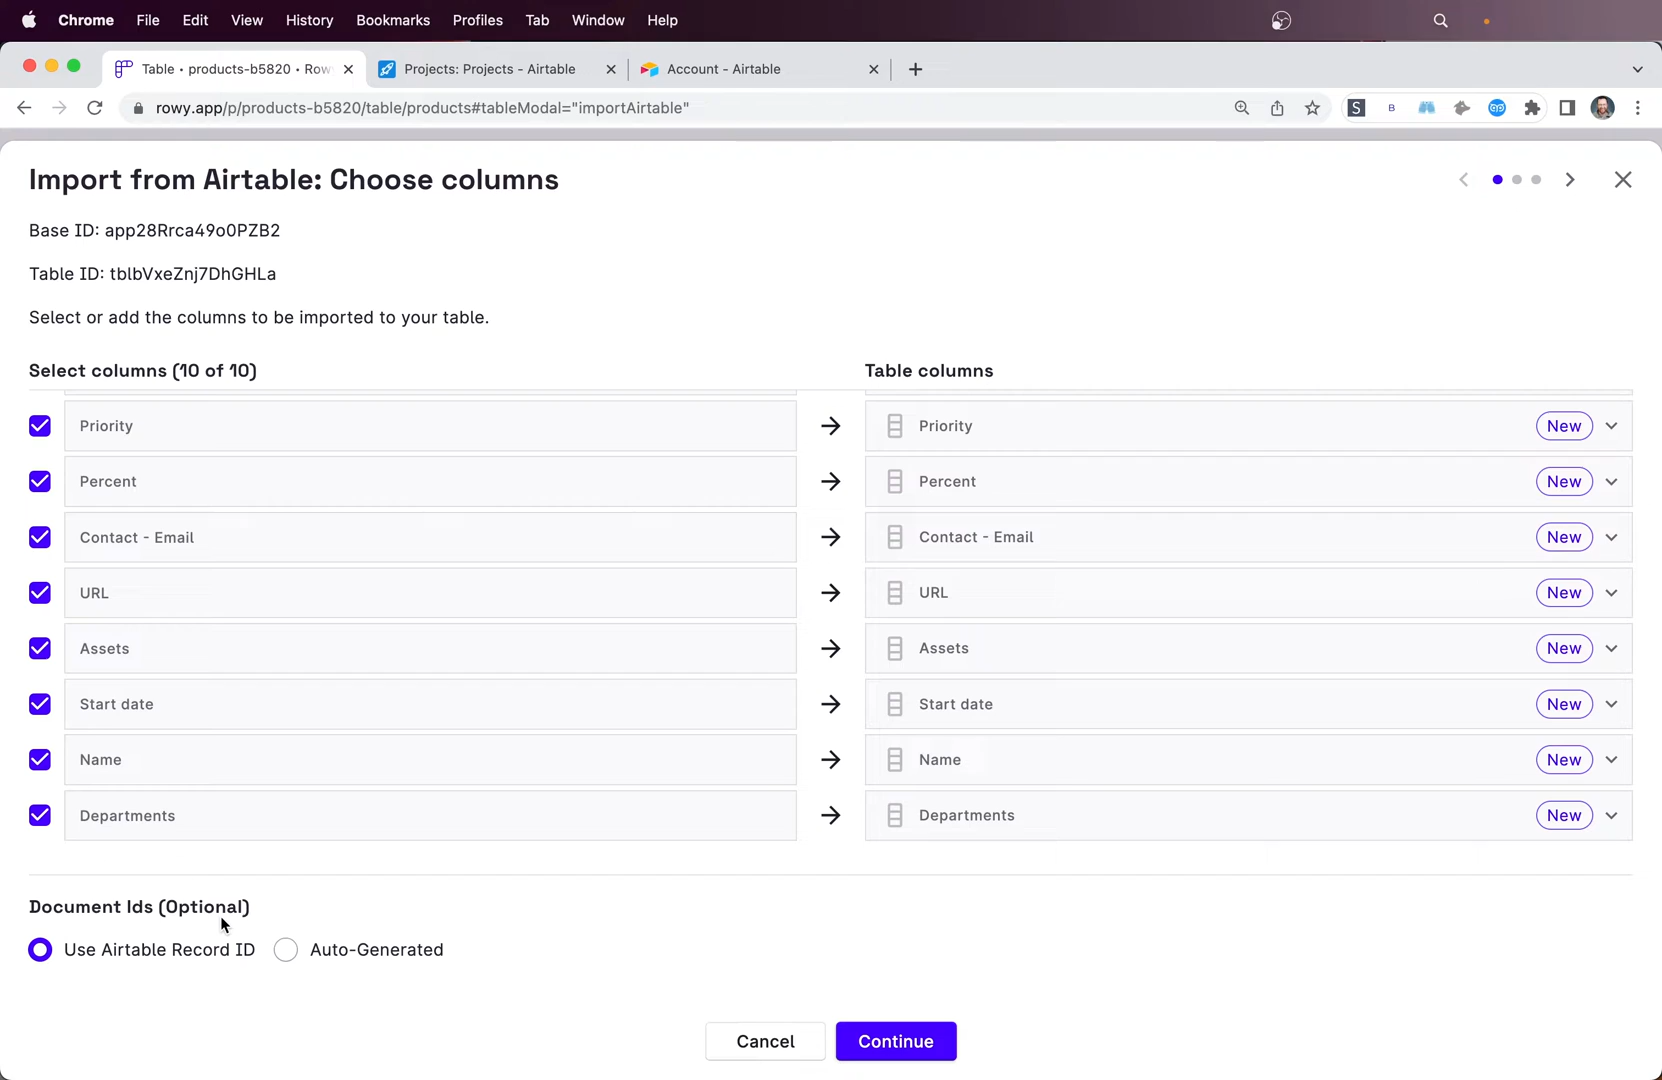 Chrome File Edit View History Bookmarks Profiles Tab Window Help
Table • products-b5820 • Row
Projects: Projects - Airtable
Account - Airtable
rowy.app/p/products-b5820/table/products#tableModal="importAirtable"
Import from Airtable: Choose columns
Base ID: app28Rrca49o0PZB2
Table ID: tblbVxeZnj7DhGHLa
Select or add the columns to be imported to your table.
Select columns (10 of 10) Table columns
Priority Priority New
Percent Percent New
Contact - Email Contact - Email New
URL URL New
Assets Assets New
Start date Start date New
Name Name New
Departments Departments New
Document Ids (Optional)
Use Airtable Record ID Auto-Generated
Cancel Continue